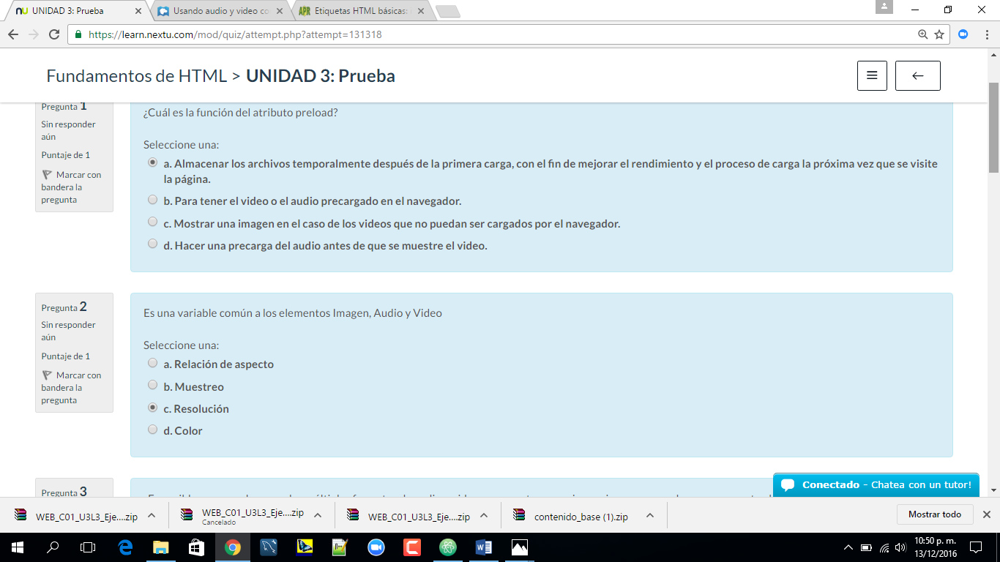 UNIDAD 3: Prueba
Usando audio y video co
Etiquetas HTML básicas:
https://learn.nextu.com/mod/quiz/attempt.php?attempt=131318
Fundamentos de HTML > UNIDAD 3: Prueba
Pregunta 1
Sin responder
aún
Puntaje de 1
Marcar con
bandera la
pregunta
¿Cuál es la función del atributo preload?
Seleccione una:
a. Almacenar los archivos temporalmente después de la primera carga, con el fin de mejorar el rendimiento y el proceso de carga la próxima vez que se visite
la página.
b. Para tener el video o el audio precargado en el navegador.
c. Mostrar una imagen en el caso de los videos que no puedan ser cargados por el navegador.
d. Hacer una precarga del audio antes de que se muestre el video.
Pregunta 2
Sin responder
aún
Puntaje de 1
Marcar con
bandera la
pregunta
Es una variable común a los elementos Imagen, Audio y Video
Seleccione una:
a. Relación de aspecto
b. Muestreo
c. Resolución
d. Color
Pregunta 3
Conectado - Chatea con un tutor!
WEB_C01_U3L3_Eje....zip
WEB_C01_U3L3_Eje....zip
Cancelado
WEB_C01_U3L3_Eje....zip
contenido_base (1).zip
Mostrar todo
10:50 p. m.
13/12/2016